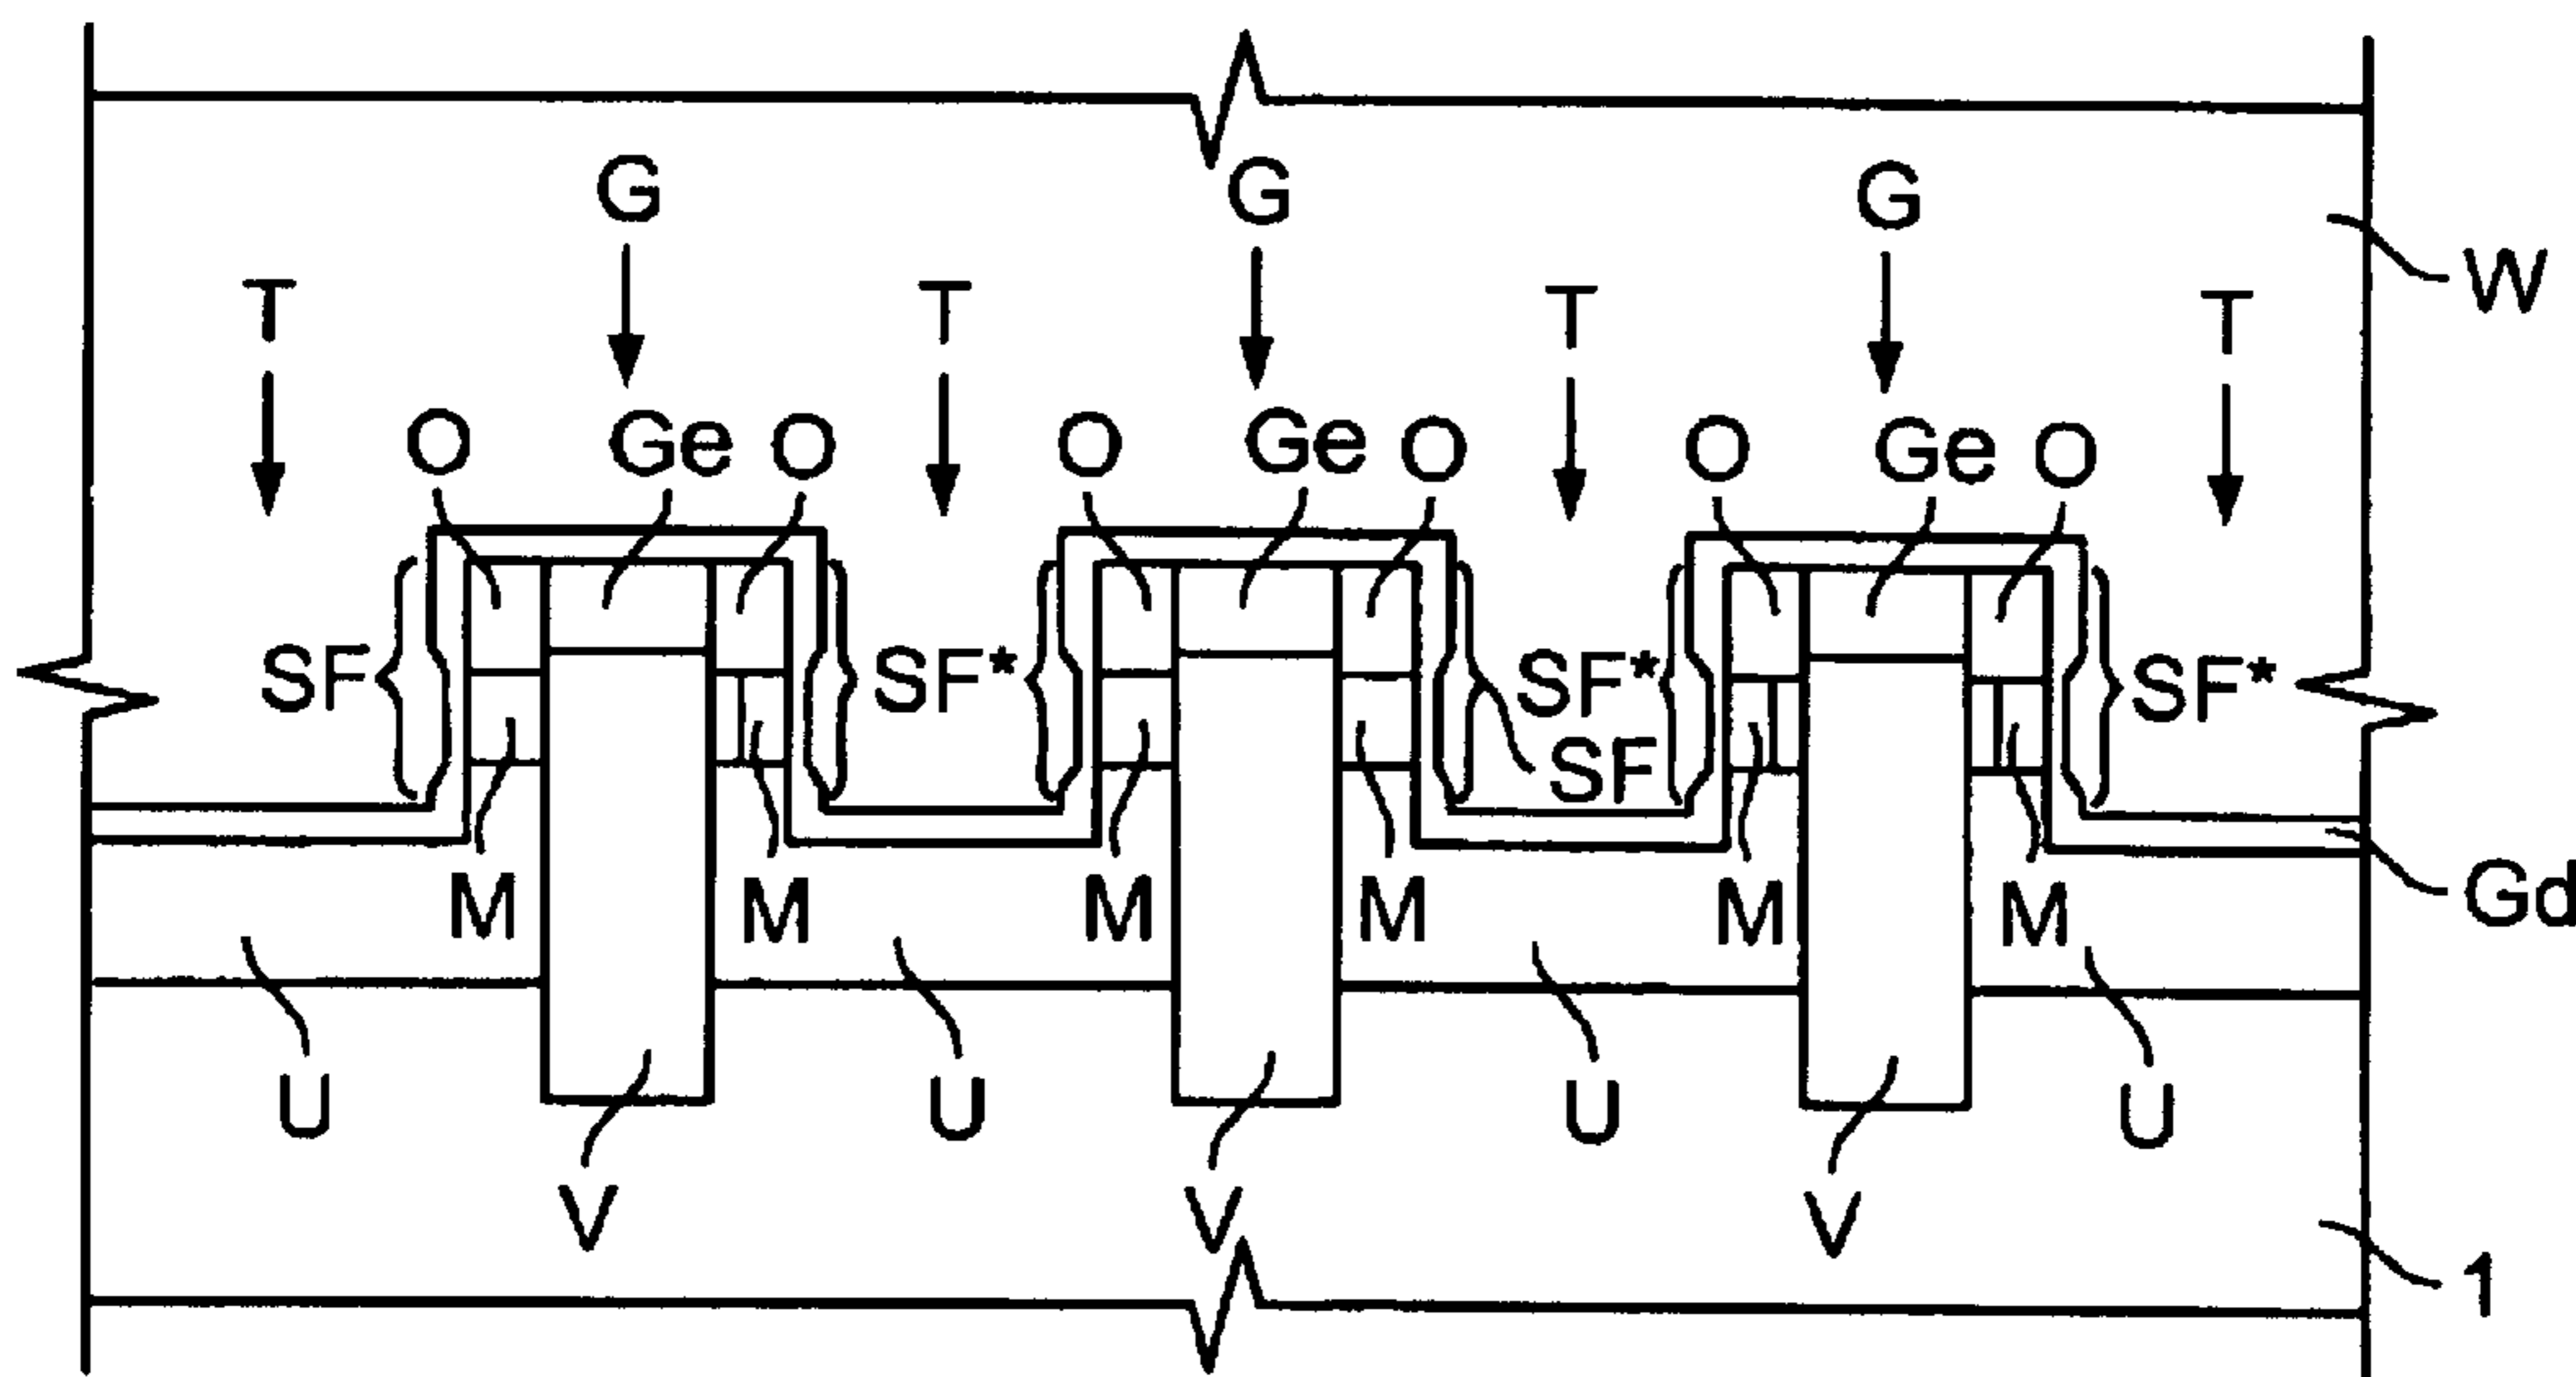 G G G
W
T T T T
O Ge O O Ge O O Ge O
SF SF* SF* SF*
SF
M M M M M M
Gd
U U U U
V V V
1